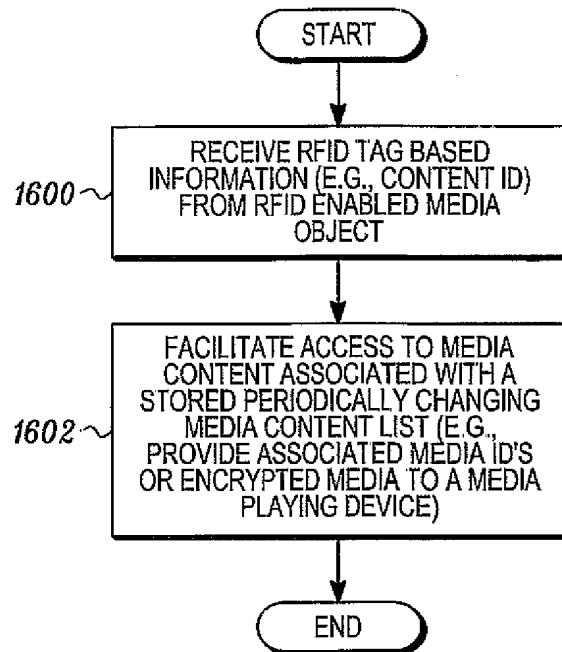 START
1600
RECEIVE RFID TAG BASED
INFORMATION (E.G., CONTENT ID)
FROM RFID ENABLED MEDIA
OBJECT
1602
FACILITATE ACCESS TO MEDIA
CONTENT ASSOCIATED WITH A
STORED PERIODICALLY CHANGING
MEDIA CONTENT LIST (E.G.,
PROVIDE ASSOCIATED MEDIA ID'S
OR ENCRYPTED MEDIA TO A MEDIA
PLAYING DEVICE)
END